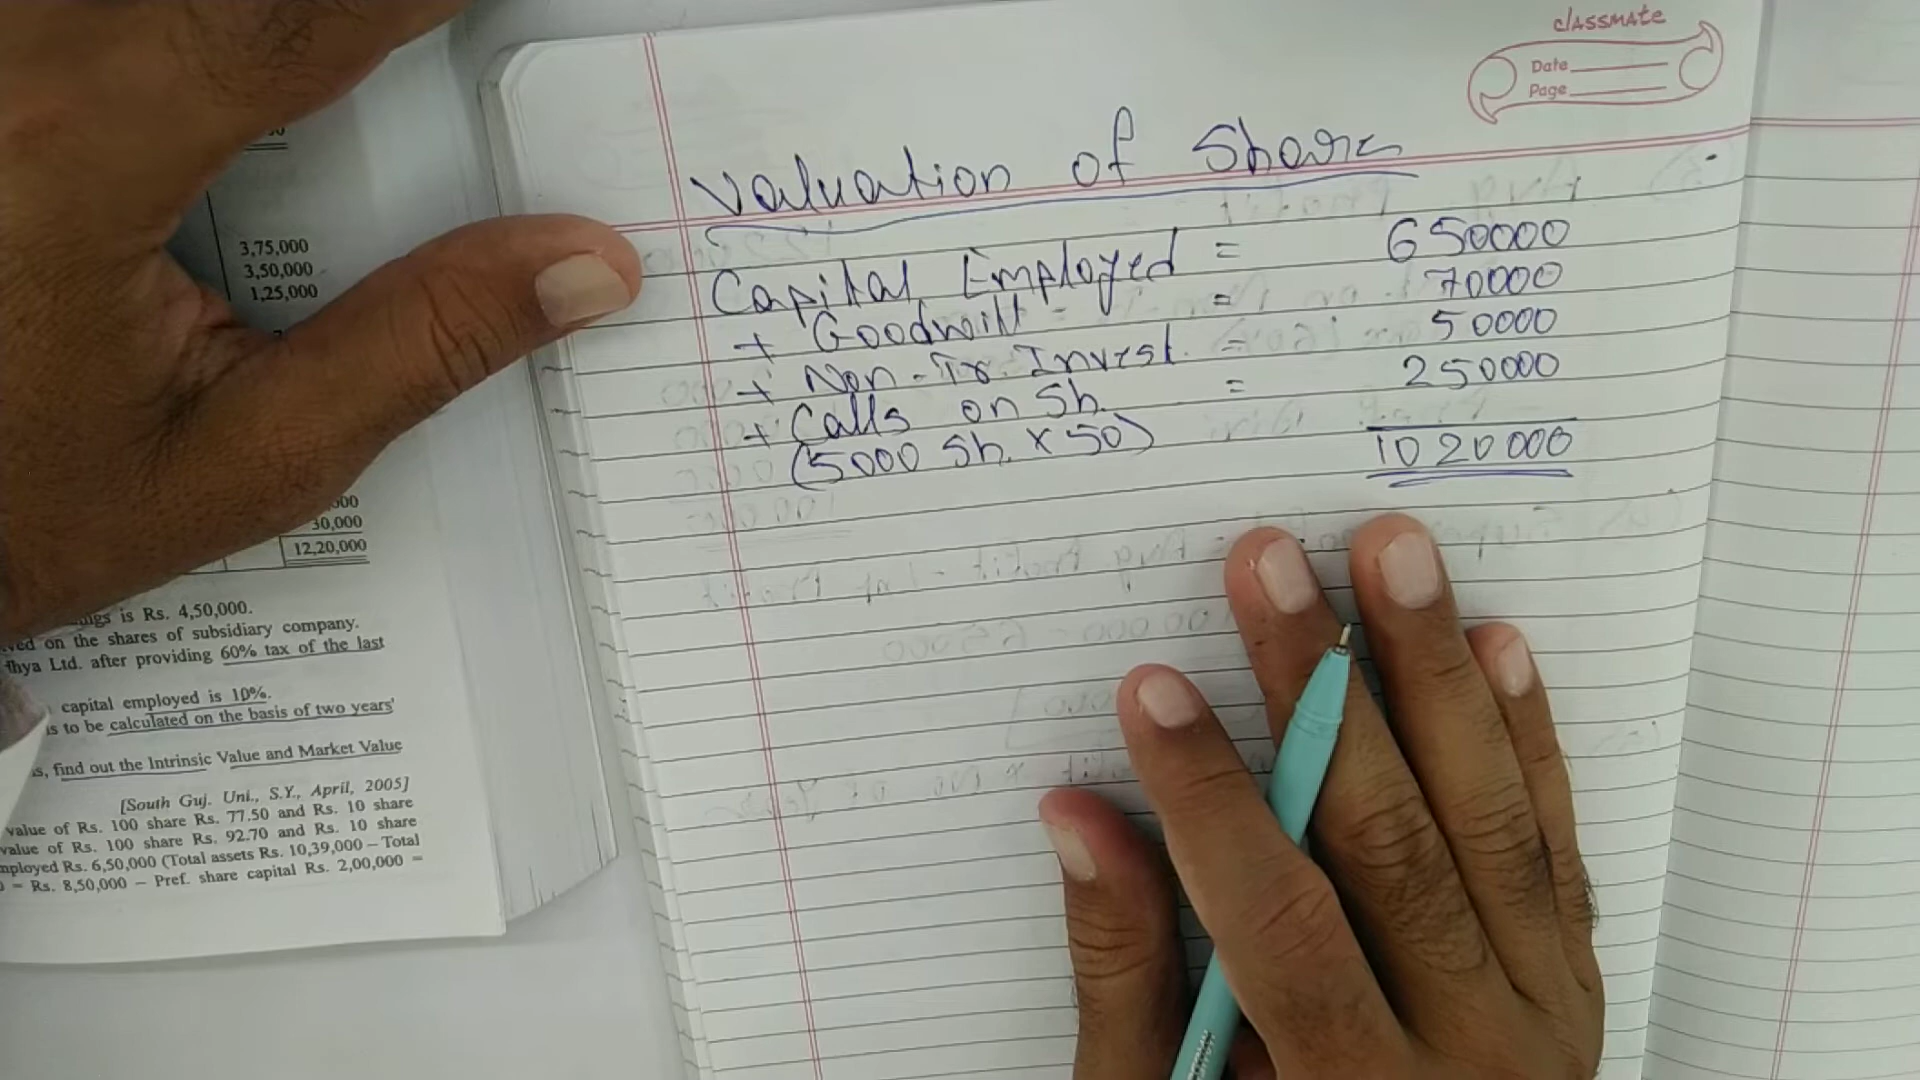 3,75,000
3,50,000
1,25,000
30,000
12,20,000
is Rs. 4,50,000.
on the shares of subsidiary company.
Ltd. after providing 60% tax of the last
capital employed is 10%.
is to be calculated on the basis of two years'
find out the Intrinsic Value and Market Value
[South Guj. Uni., S.Y., April, 2005]
value of Rs. 100 share Rs. 77.50 and Rs. 10 share
value of Rs. 100 share Rs. 92.70 and Rs. 10 share
Rs. 6,50,000 (Total assets Rs. 10,39,000 – Total
= Rs. 8,50,000 – Pref. share capital Rs. 2,00,000 =
classmate
Date
Page
Valuation of Share
Capital Employed = 650000
+ Goodwill = 70000
+ Non-Tr. Invest. = 50000
+ Calls on Sh. = 250000
(5000 Sh. x 50)
1020000